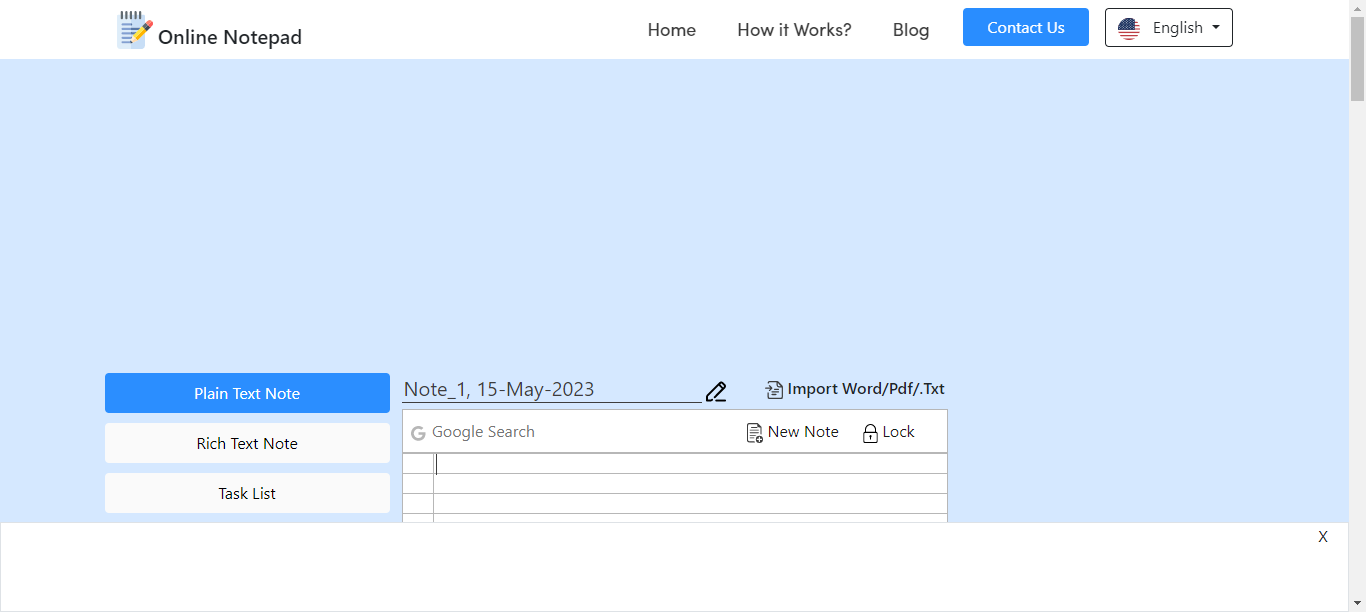 Online Notepad
Home
How it Works?
Blog
Contact Us
English
Plain Text Note
Rich Text Note
Task List
Note_1, 15-May-2023
Import Word/Pdf/.Txt
G Google Search
New Note
Lock
X